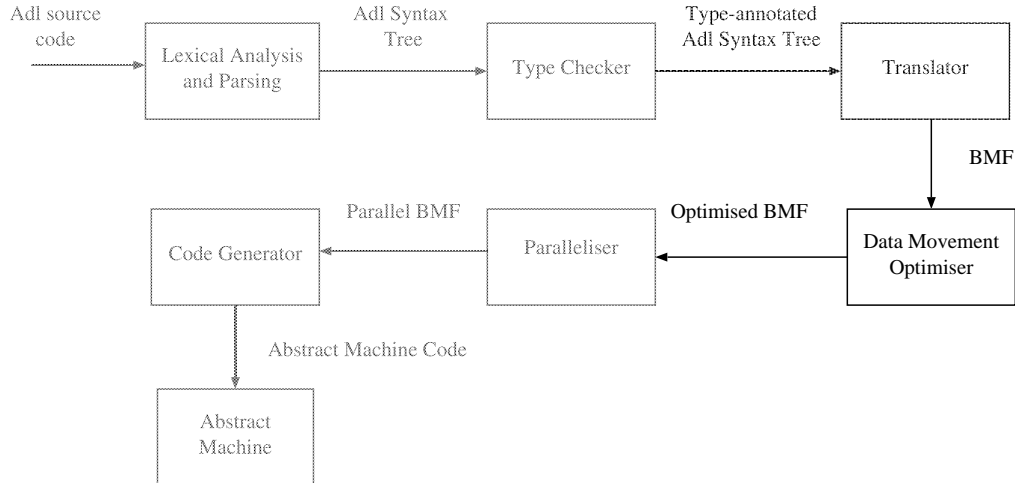 Adl source
code
Lexical Analysis
and Parsing
Adl Syntax
Tree
Type Checker
Type-annotated
Adl Syntax Tree
Translator
BMF
Data Movement
Optimiser
Optimised BMF
Paralleliser
Parallel BMF
Code Generator
Abstract Machine Code
Abstract
Machine